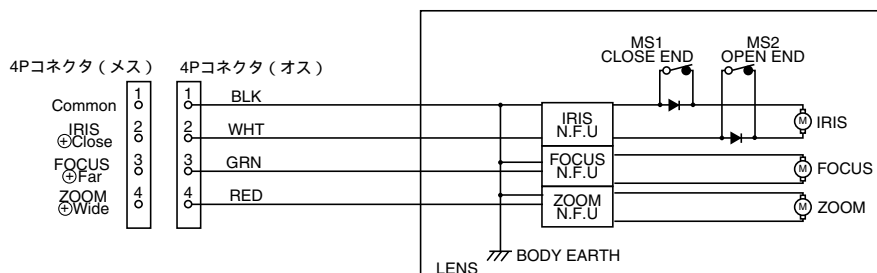 4Pコネクタ（メス）
4Pコネクタ（オス）
MS1
CLOSE END
MS2
OPEN END
Common
1
1
BLK
IRIS
⊕Close
2
2
WHT
IRIS
N.F.U
M
IRIS
FOCUS
⊕Far
3
3
GRN
FOCUS
N.F.U
M
FOCUS
ZOOM
⊕Wide
4
4
RED
ZOOM
N.F.U
M
ZOOM
BODY EARTH
LENS